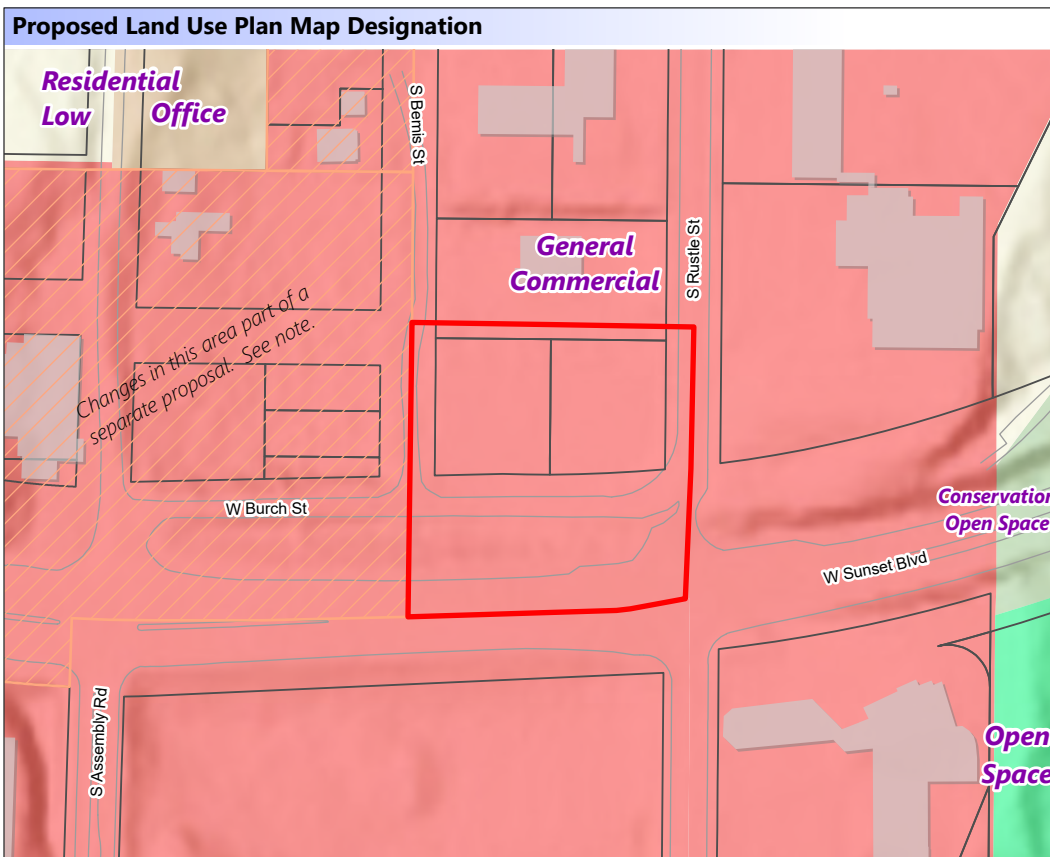 Proposed Land Use Plan Map Designation
Residential
Low
Office
S Bemis St
General
Commercial
S Rustle St
Changes in this area part of a
separate proposal. See note.
W Burch St
Conservation
Open Space
W Sunset Blvd
S Assembly Rd
Open
Space